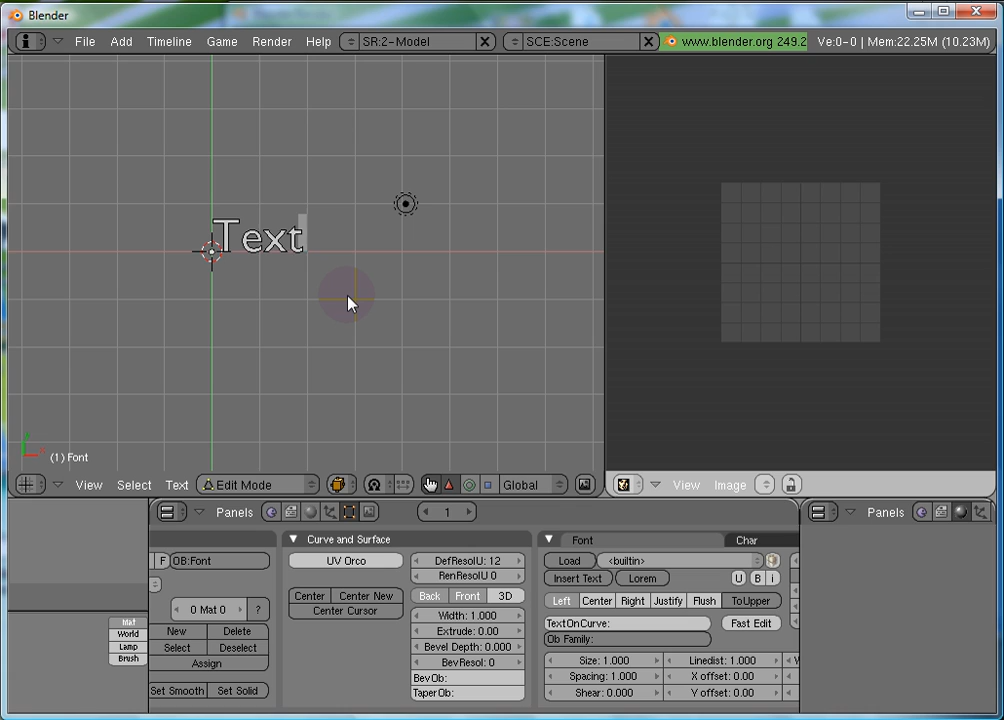 Blender
File Add Timeline Game Render Help SR:2-Model SCE:Scene www.blender.org 249.2 Ve:0-0 | Mem:22.25M (10.23M)
Text
(1) Font
View Select Text Edit Mode Global
View Image
Panels 1
Panels
Curve and Surface
Font Char
F OB:Font
UV Orco
DefResolU: 12
RenResolU 0
Load <builtin>
Insert Text Lorem U B i
0 Mat 0 ?
Center Center New
Center Cursor
Back Front 3D
Left Center Right Justify Flush ToUpper
Mat
World
Lamp
Brush
New Delete
Select Deselect
Assign
Set Smooth Set Solid
Width: 1.000
Extrude: 0.00
Bevel Depth: 0.000
BevResol: 0
BevOb:
TaperOb:
TextOnCurve: Fast Edit
Ob Family:
Size: 1.000 Linedist: 1.000
Spacing: 1.000 X offset: 0.00
Shear: 0.000 Y offset: 0.00